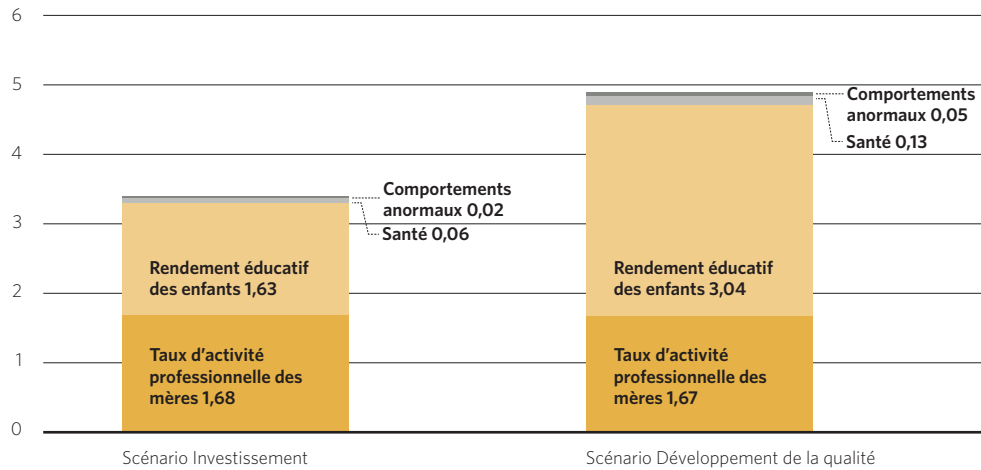 6
5
4
3
2
1
0
Comportements
anormaux 0,02
Santé 0,06
Rendement éducatif
des enfants 1,63
Taux d'activité
professionnelle des
mères 1,68
Scénario Investissement
Comportements
anormaux 0,05
Santé 0,13
Rendement éducatif
des enfants 3,04
Taux d'activité
professionnelle des
mères 1,67
Scénario Développement de la qualité